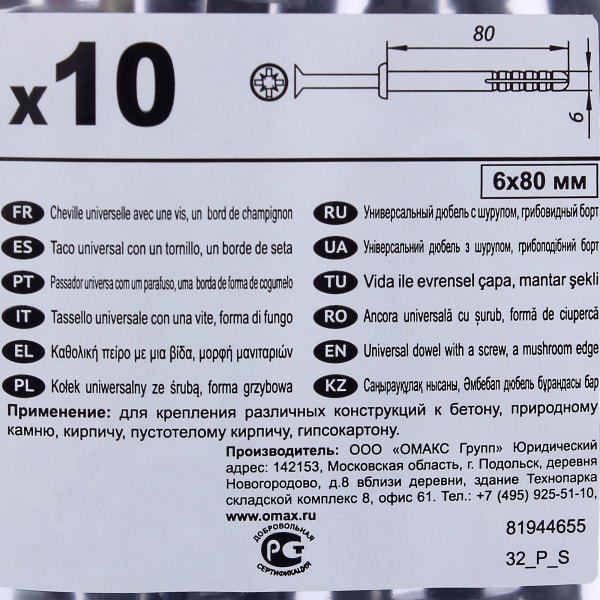 x10
80
6
6x80 мм
FR Cheville universelle avec une vis, un bord de champignon
ES Taco universal con un tornillo, un borde de seta
PT Passador universa com um parafuso, uma borda de forma de cogumelo
IT Tassello universale con una vite, forma di fungo
EL Καθολική πείρο με μια βίδα, μορφή μανιταριών
PL Kołek uniwersalny ze śrubą, forma grzybowa
RU Универсальный дюбель с шурупом, грибовидный борт
UA Універсальний дюбель з шурупом, грибоподібний борт
TU Vida ile evrensel çapa, mantar şekli
RO Ancora universală cu șurub, formă de ciupercă
EN Universal dowel with a screw, a mushroom edge
KZ Саңырауқұлақ нысаны, Әмбебап дюбель бұрандасы бар
Применение: для крепления различных конструкций к бетону, природному
камню, кирпичу, пустотелому кирпичу, гипсокартону.
Производитель: ООО «ОМАКС Групп» Юридический
адрес: 142153, Московская область, г. Подольск, деревня
Новогородово, д.8 вблизи деревни, здание Технопарка
складской комплекс 8, офис 61. Тел.: +7 (495) 925-51-10,
www.omax.ru
ДОБРОВОЛЬНАЯ
РСТ
СЕРТИФИКАЦИЯ
81944655
32_P_S